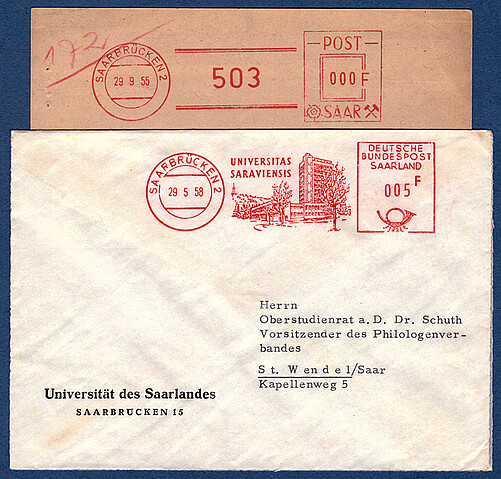 172
SAARBRÜCKEN 2
29 9 55
503
POST
000 F
SAAR
SAARBRÜCKEN 2
29 5 58
UNIVERSITAS
SARAVIENSIS
DEUTSCHE
BUNDESPOST
SAARLAND
005 F
Herrn
Oberstudienrat a. D. Dr. Schuth
Vorsitzender des Philologenver-
bandes
St. Wendel/Saar
Kapellenweg 5
Universität des Saarlandes
SAARBRÜCKEN 15